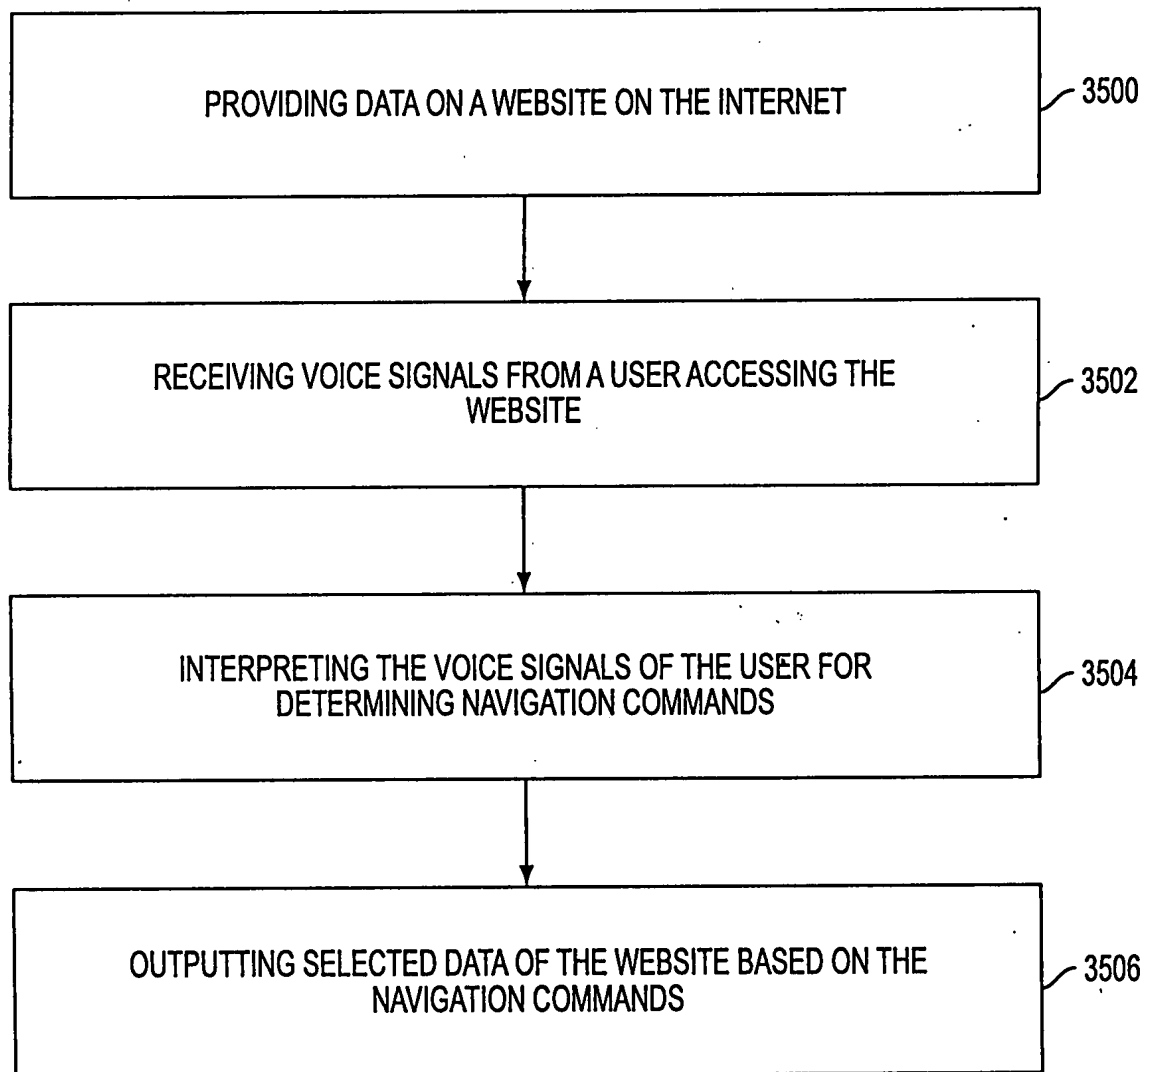 PROVIDING DATA ON A WEBSITE ON THE INTERNET
3500
RECEIVING VOICE SIGNALS FROM A USER ACCESSING THE
WEBSITE
3502
INTERPRETING THE VOICE SIGNALS OF THE USER FOR
DETERMINING NAVIGATION COMMANDS
3504
OUTPUTTING SELECTED DATA OF THE WEBSITE BASED ON THE
NAVIGATION COMMANDS
3506